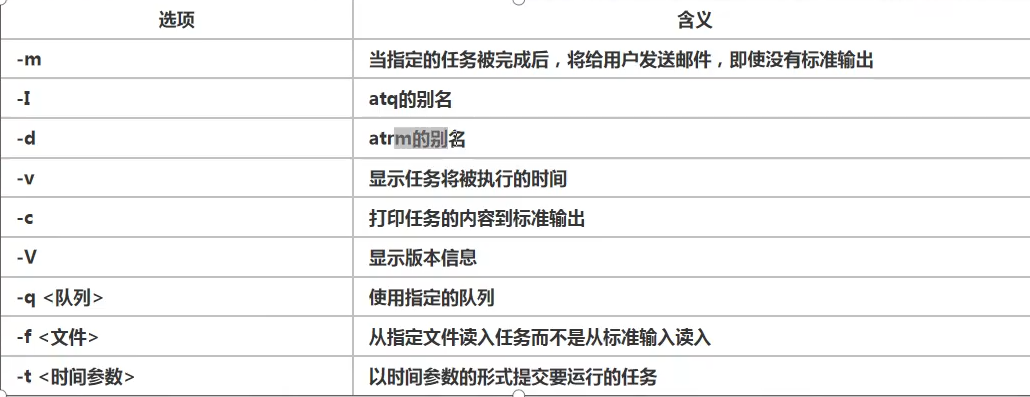 选项 含义
-m 当指定的任务被完成后，将给用户发送邮件，即使没有标准输出
-I atq的别名
-d atrm的别名
-v 显示任务将被执行的时间
-c 打印任务的内容到标准输出
-V 显示版本信息
-q <队列> 使用指定的队列
-f <文件> 从指定文件读入任务而不是从标准输入读入
-t <时间参数> 以时间参数的形式提交要运行的任务